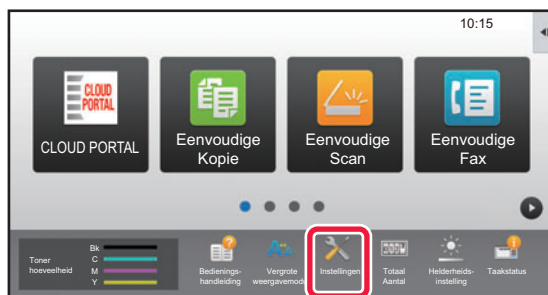 10:15
CLOUD
PORTAL
CLOUD PORTAL
Eenvoudige
Kopie
Eenvoudige
Scan
Eenvoudige
Fax
Toner
hoeveelheid
Bk
C
M
Y
Bedienings-
handleiding
Vergrote
weergavemodus
Instellingen
Totaal
Aantal
Helderheids-
instelling
Taakstatus